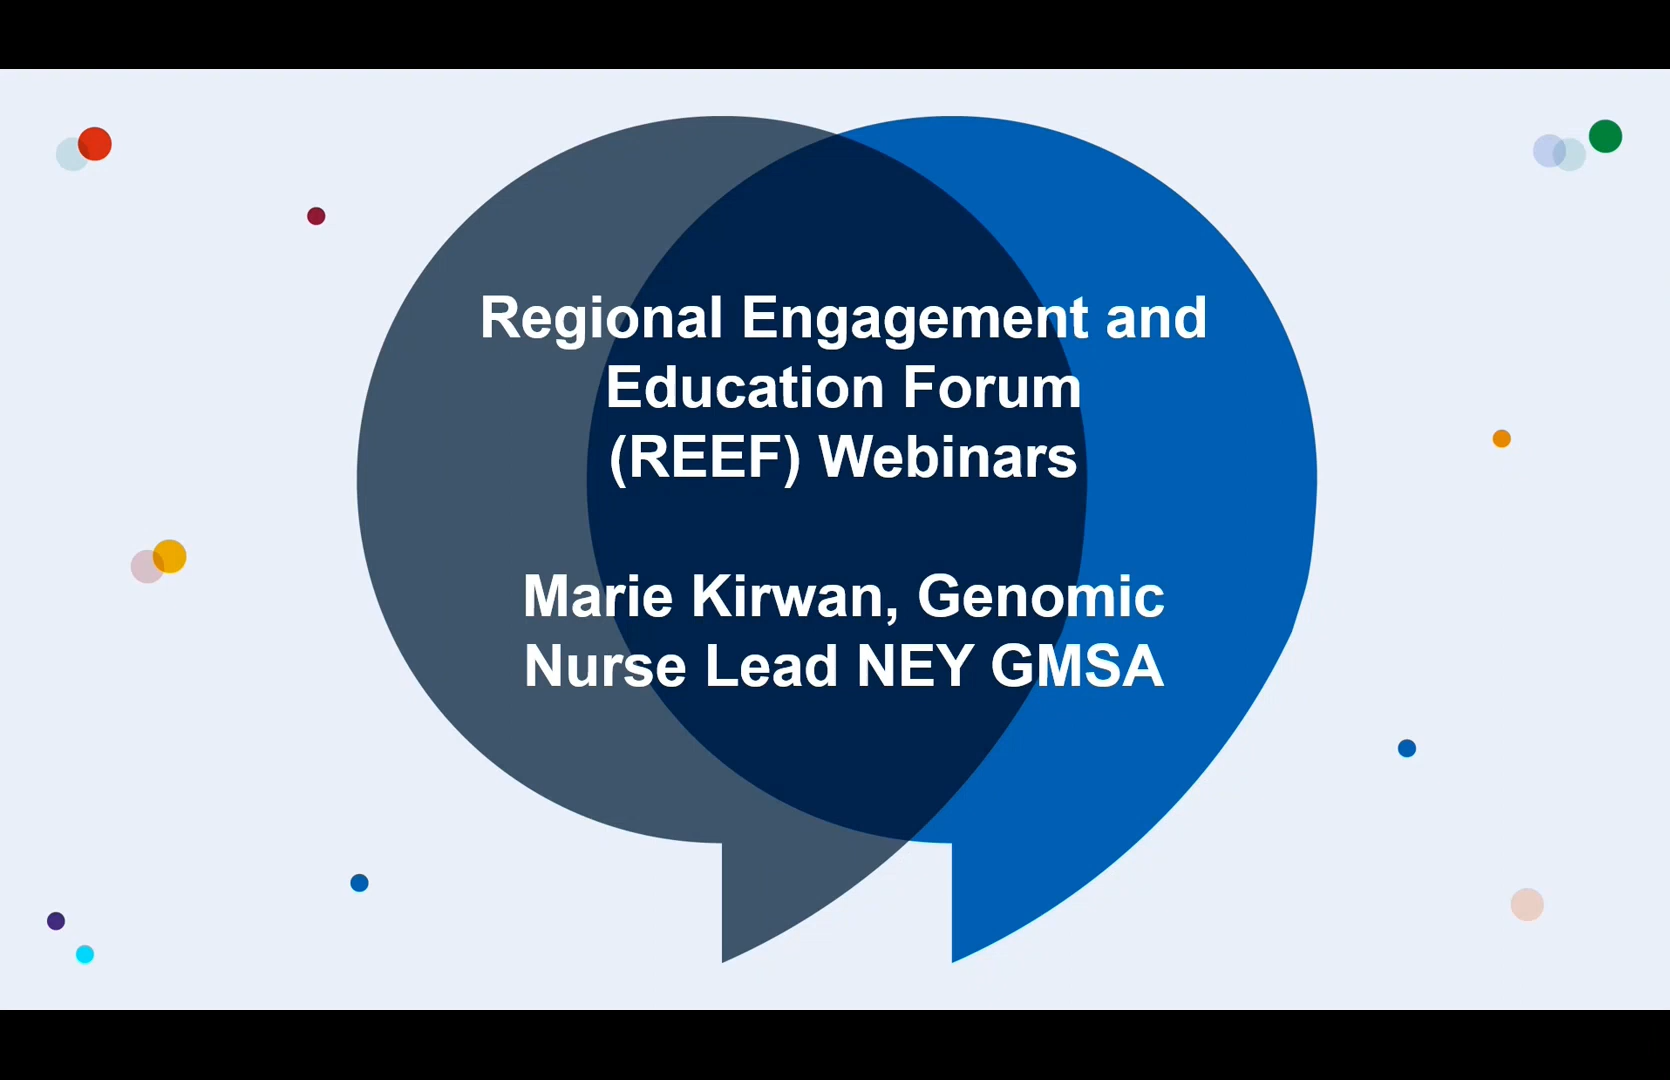 Regional Engagement and
Education Forum
(REEF) Webinars
Marie Kirwan, Genomic
Nurse Lead NEY GMSA